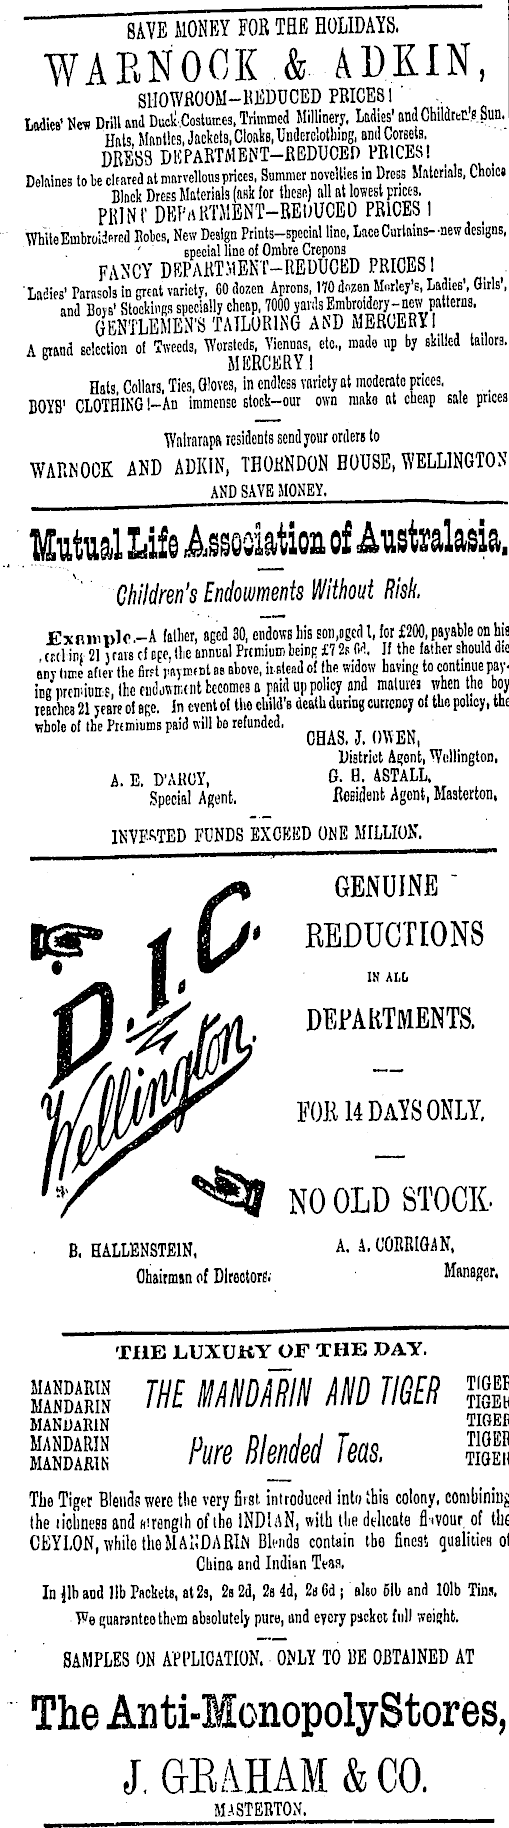 SAVE MONEY FOR THE HOLIDAYS.
WARNOCK & ADKIN,
SHOWROOM—REDUCED PRICES!
Ladies' New Drill and Duck Costumes, Trimmed Millinery, Ladies' and Children's Sun.
Hats, Mantles, Jackets, Cloaks, Underclothing, and Corsets.
DRESS DEPARTMENT—REDUCED PRICES!
Delaines to be cleared at marvellous prices, Summer novelties in Dress Materials, Choice
Black Dress Materials (ask for these) all at lowest prices.
PRINT DEPARTMENT—REDUCED PRICES!
White Embroidered Robes, New Design Prints—special line, Lace Curtains—new designs,
special line of Ombre Crepons
FANCY DEPARTMENT—REDUCED PRICES!
Ladies' Parasols in great variety, 60 dozen Aprons, 170 dozen Morley's, Ladies', Girls',
and Boys' Stockings specially cheap, 7000 yards Embroidery—new patterns.
GENTLEMEN'S TAILORING AND MERCERY!
A grand selection of Tweeds, Worsteds, Viennas, etc., made up by skilled tailors.
MERCERY!
Hats, Collars, Ties, Gloves, in endless variety at moderate prices.
BOYS' CLOTHING!—An immense stock—our own make at cheap sale prices
Wairarapa residents send your orders to
WARNOCK AND ADKIN, THORNDON HOUSE, WELLINGTON
AND SAVE MONEY.
Mutual Life Association of Australasia.
Children's Endowments Without Risk.
Example.—A father, aged 30, endows his son, aged 1, for £200, payable on his
21 years of age, the annual Premium being £7 2s 6d. If the father should die
any time after the first payment as above, instead of the widow having to continue pay-
ing premiums, the endowment becomes a paid up policy and matures when the boy
reaches 21 years of age. In event of the child's death during currency of the policy, the
whole of the Premiums paid will be refunded.
CHAS. J. OWEN,
District Agent, Wellington.
A. E. D'ARCY,
Special Agent.
G. H. ASTALL,
Resident Agent, Masterton.
INVESTED FUNDS EXCEED ONE MILLION.
D.I.C.
Wellington.
GENUINE
REDUCTIONS
IN ALL
DEPARTMENTS.
FOR 14 DAYS ONLY.
NO OLD STOCK.
B. HALLENSTEIN,
Chairman of Directors.
A. A. CORRIGAN,
Manager.
THE LUXURY OF THE DAY.
MANDARIN
MANDARIN
MANDARIN
MANDARIN
MANDARIN
THE MANDARIN AND TIGER
Pure Blended Teas.
TIGER
TIGER
TIGER
TIGER
TIGER
The Tiger Blends were the very first introduced into this colony, combining
the richness and strength of the INDIAN, with the delicate flavour of the
CEYLON, while the MANDARIN Blends contain the finest qualities of
China and Indian Teas.
In ½lb and 1lb Packets, at 2s, 2s 2d, 2s 4d, 2s 6d; also 5lb and 10lb Tins.
We guarantee them absolutely pure, and every packet full weight.
SAMPLES ON APPLICATION. ONLY TO BE OBTAINED AT
The Anti-Monopoly Stores,
J. GRAHAM & CO.
MASTERTON.